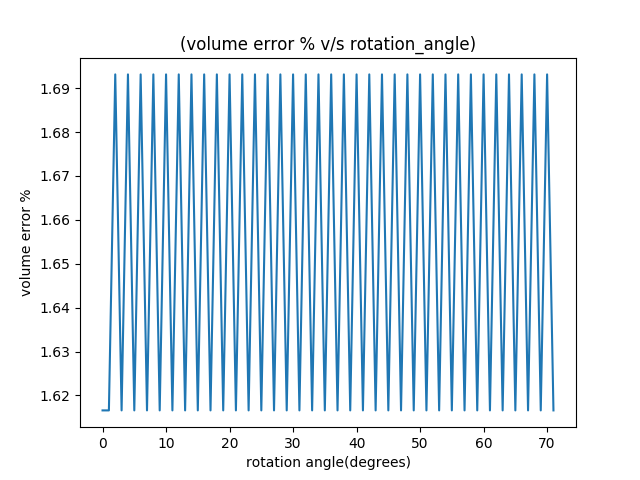 (volume error % v/s rotation_angle)
1.69
1.68
1.67
1.66
1.65
1.64
1.63
1.62
volume error %
0 10 20 30 40 50 60 70
rotation angle(degrees)